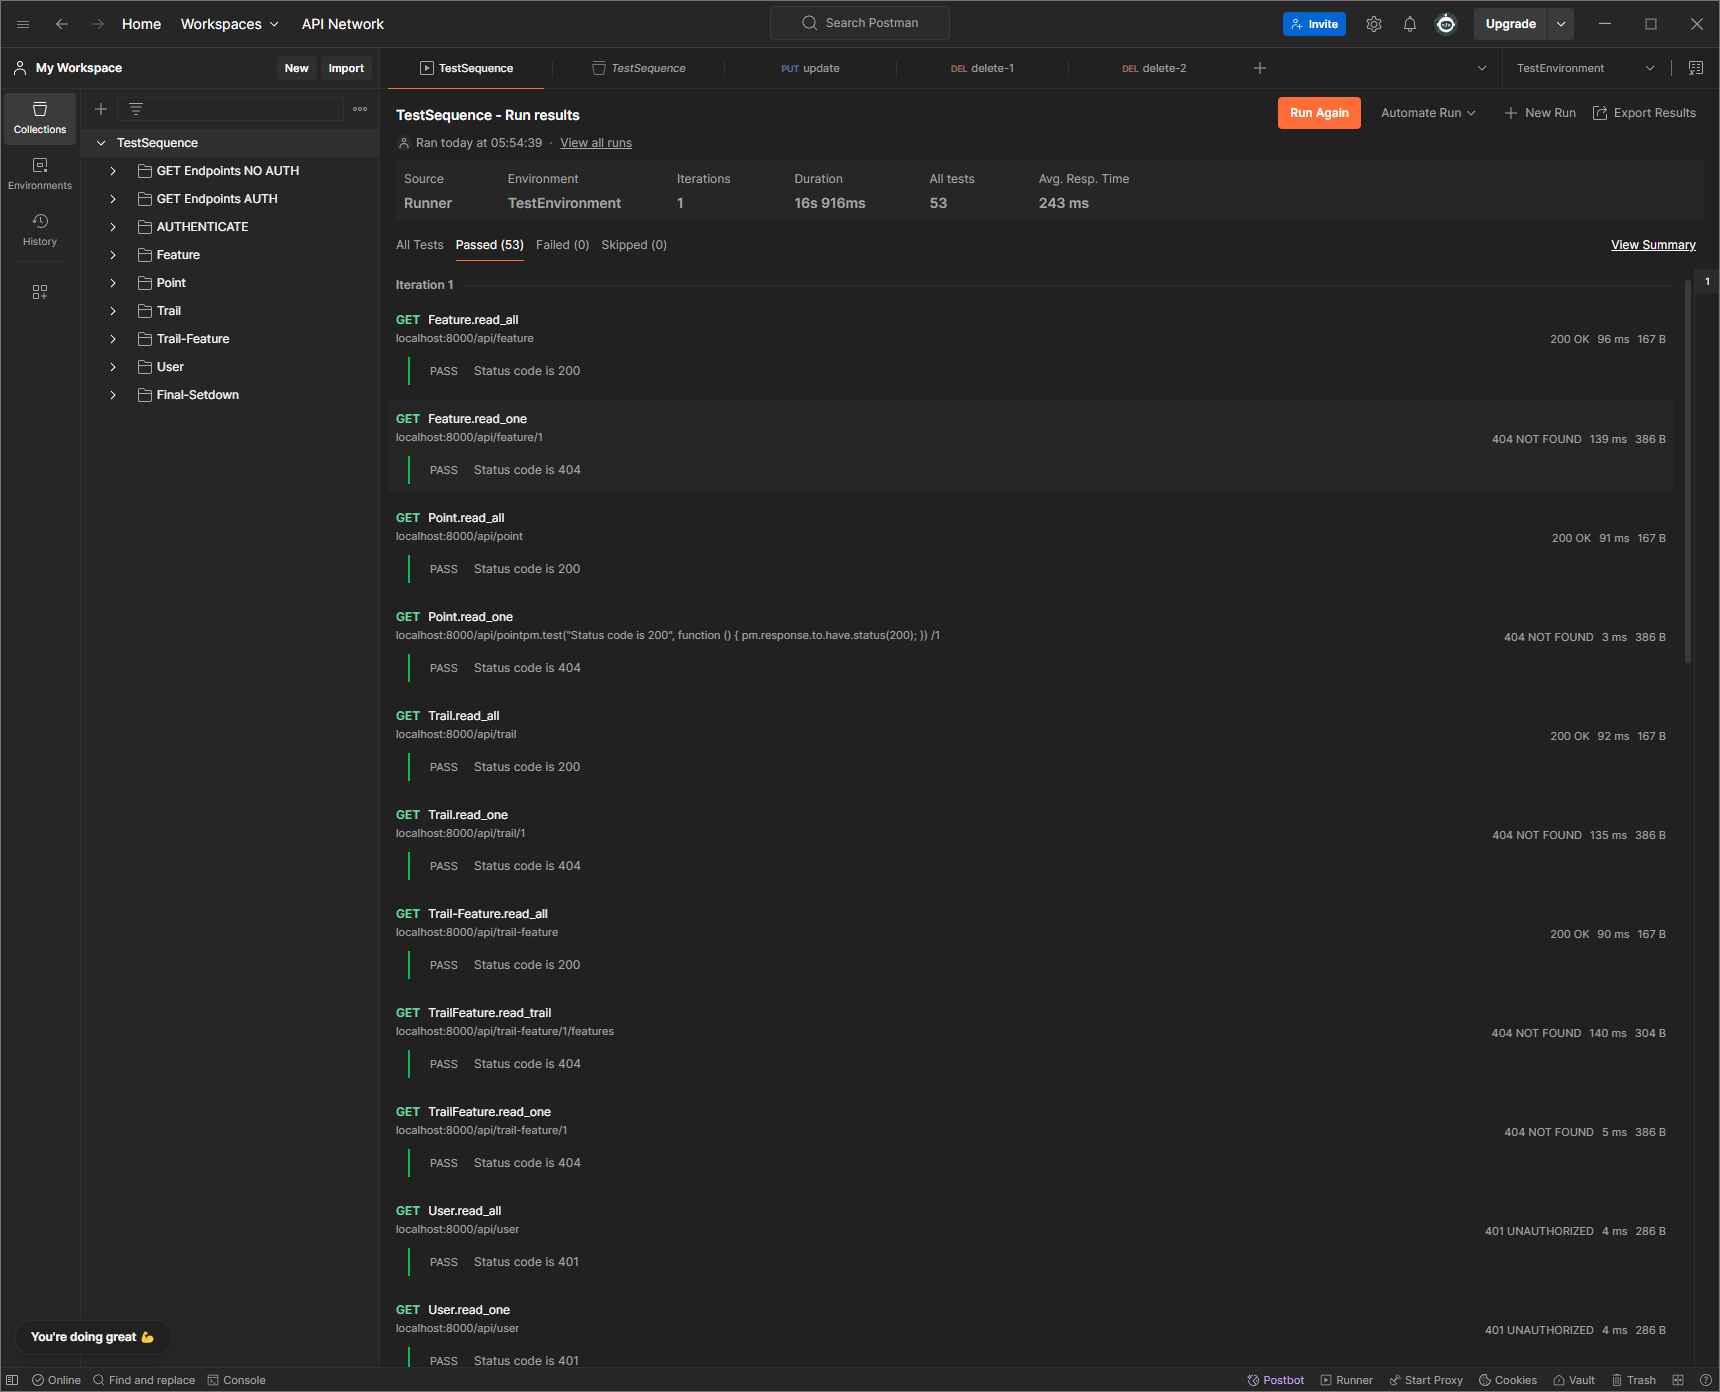 Home Workspaces API Network Search Postman Invite Upgrade
My Workspace New Import
TestSequence TestSequence PUT update DEL delete-1 DEL delete-2 TestEnvironment
Collections
Environments
History
TestSequence
GET Endpoints NO AUTH
GET Endpoints AUTH
AUTHENTICATE
Feature
Point
Trail
Trail-Feature
User
Final-Setdown
TestSequence - Run results
Run Again Automate Run New Run Export Results
Ran today at 05:54:39 · View all runs
Source Environment Iterations Duration All tests Avg. Resp. Time
Runner TestEnvironment 1 16s 916ms 53 243 ms
All Tests Passed (53) Failed (0) Skipped (0) View Summary
Iteration 1
1
GET Feature.read_all
localhost:8000/api/feature
200 OK 96 ms 167 B
PASS Status code is 200
GET Feature.read_one
localhost:8000/api/feature/1
404 NOT FOUND 139 ms 386 B
PASS Status code is 404
GET Point.read_all
localhost:8000/api/point
200 OK 91 ms 167 B
PASS Status code is 200
GET Point.read_one
localhost:8000/api/pointpm.test("Status code is 200", function () { pm.response.to.have.status(200); }) /1
404 NOT FOUND 3 ms 386 B
PASS Status code is 404
GET Trail.read_all
localhost:8000/api/trail
200 OK 92 ms 167 B
PASS Status code is 200
GET Trail.read_one
localhost:8000/api/trail/1
404 NOT FOUND 135 ms 386 B
PASS Status code is 404
GET Trail-Feature.read_all
localhost:8000/api/trail-feature
200 OK 90 ms 167 B
PASS Status code is 200
GET TrailFeature.read_trail
localhost:8000/api/trail-feature/1/features
404 NOT FOUND 140 ms 304 B
PASS Status code is 404
GET TrailFeature.read_one
localhost:8000/api/trail-feature/1
404 NOT FOUND 5 ms 386 B
PASS Status code is 404
GET User.read_all
localhost:8000/api/user
401 UNAUTHORIZED 4 ms 286 B
PASS Status code is 401
GET User.read_one
localhost:8000/api/user
401 UNAUTHORIZED 4 ms 286 B
PASS Status code is 401
You're doing great 💪
Online Find and replace Console Postbot Runner Start Proxy Cookies Vault Trash